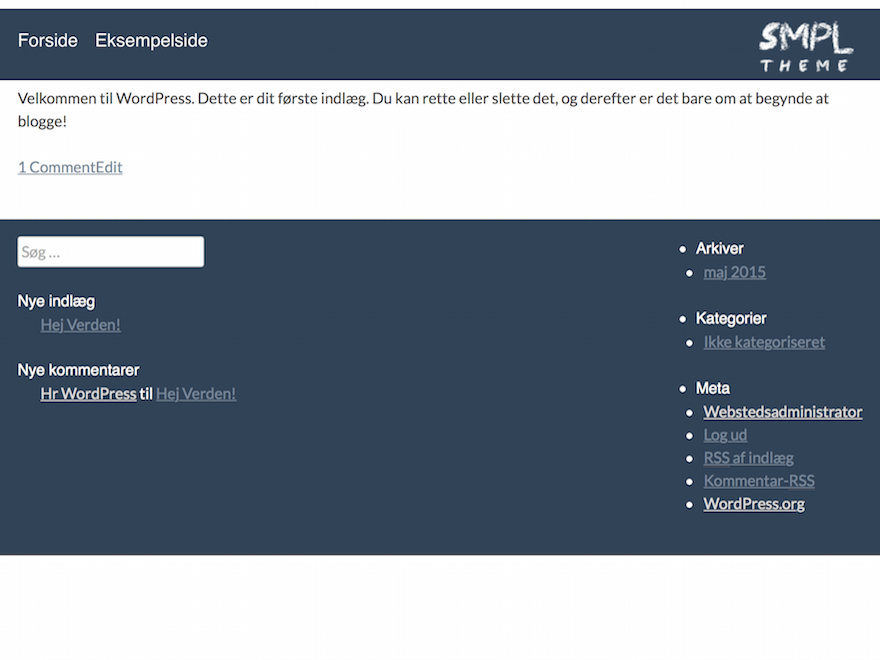 Forside Eksempelside
SMPL
THEME
Velkommen til WordPress. Dette er dit første indlæg. Du kan rette eller slette det, og derefter er det bare om at begynde at
blogge!
1 CommentEdit
Søg ...
Nye indlæg
Hej Verden!
Nye kommentarer
Hr WordPress til Hej Verden!
Arkiver
maj 2015
Kategorier
Ikke kategoriseret
Meta
Webstedsadministrator
Log ud
RSS af indlæg
Kommentar-RSS
WordPress.org